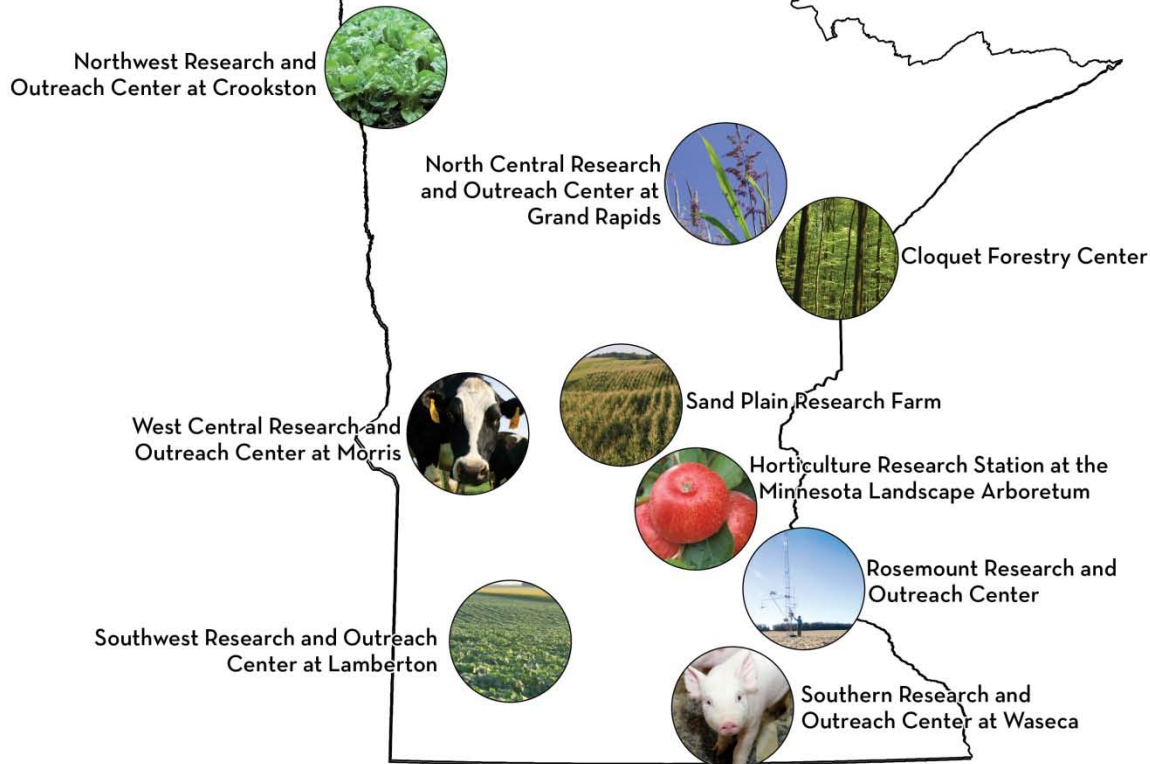 Northwest Research and
Outreach Center at Crookston
North Central Research
and Outreach Center at
Grand Rapids
Cloquet Forestry Center
Sand Plain Research Farm
West Central Research and
Outreach Center at Morris
Horticulture Research Station at the
Minnesota Landscape Arboretum
Rosemount Research and
Outreach Center
Southwest Research and Outreach
Center at Lamberton
Southern Research and
Outreach Center at Waseca